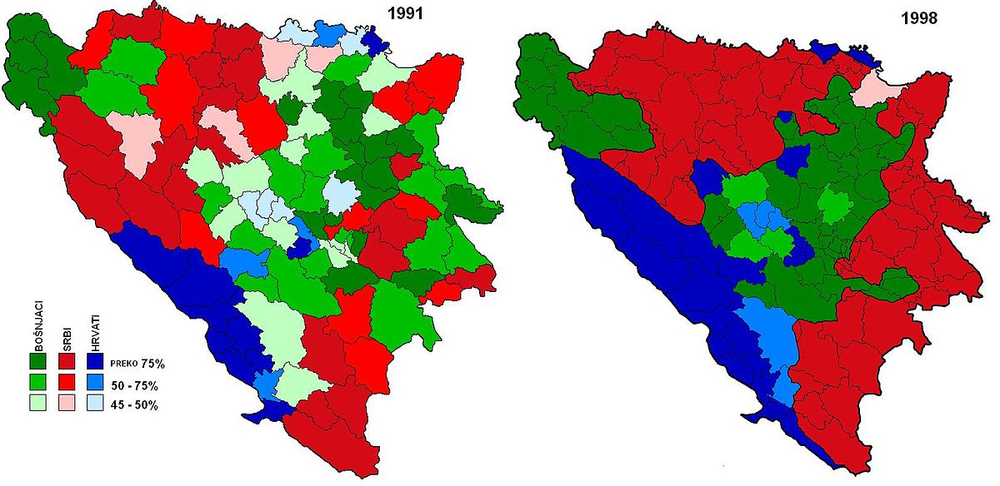 1991
1998
BOŠNJACI
SRBI
HRVATI
PREKO 75%
50 - 75%
45 - 50%